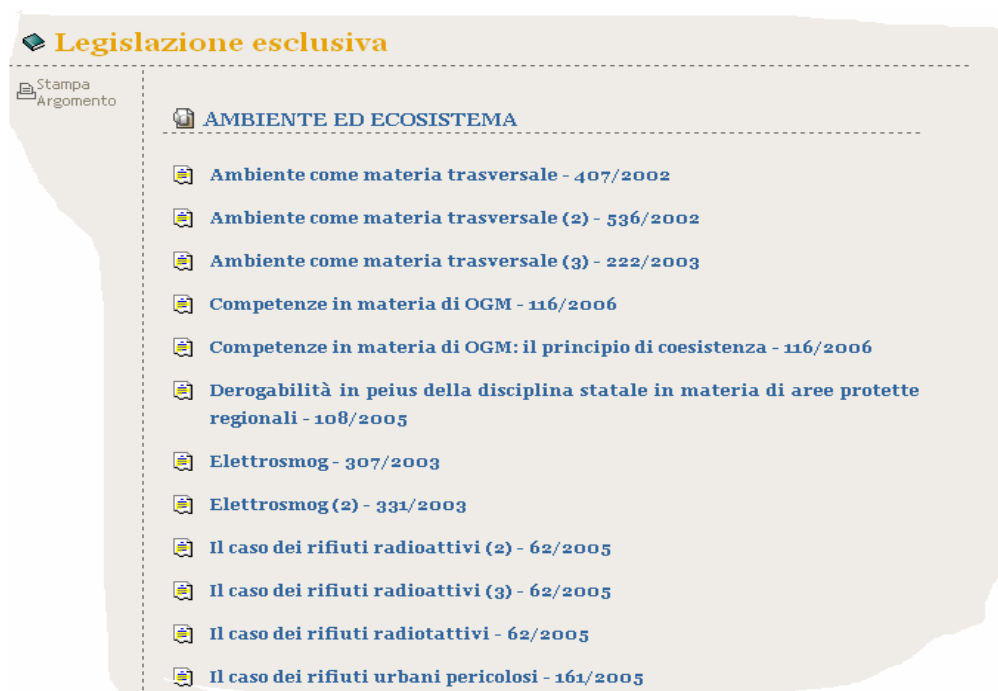 Legislazione esclusiva
Stampa
Argomento
AMBIENTE ED ECOSISTEMA
Ambiente come materia trasversale - 407/2002
Ambiente come materia trasversale (2) - 536/2002
Ambiente come materia trasversale (3) - 222/2003
Competenze in materia di OGM - 116/2006
Competenze in materia di OGM: il principio di coesistenza - 116/2006
Derogabilità in peius della disciplina statale in materia di aree protette
regionali - 108/2005
Elettrosmog - 307/2003
Elettrosmog (2) - 331/2003
Il caso dei rifiuti radioattivi (2) - 62/2005
Il caso dei rifiuti radioattivi (3) - 62/2005
Il caso dei rifiuti radiotattivi - 62/2005
Il caso dei rifiuti urbani pericolosi - 161/2005